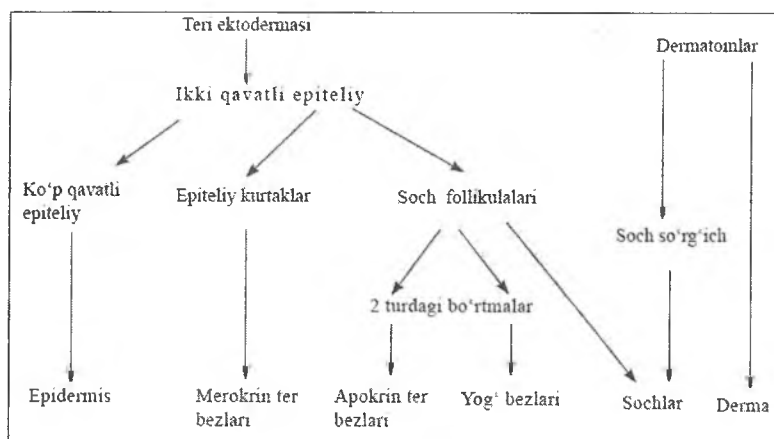 Teri ektodermasi
Dermatomlar
Ikki qavatli epiteliy
Ko‘p qavatli
epiteliy
Epiteliy kurtaklar
Soch follikulalari
Soch so‘rg‘ich
2 turdagi bo‘rtmalar
Epidermis
Merokrin ter
bezlari
Apokrin ter
bezlari
Yog‘ bezlari
Sochlar
Derma